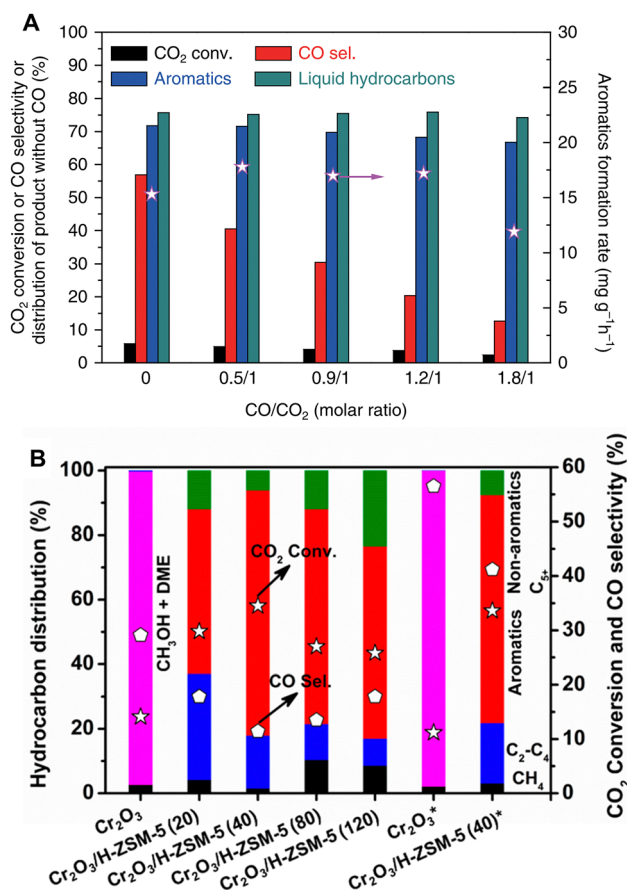 A
CO₂ conv.
CO sel.
Aromatics
Liquid hydrocarbons
CO₂ conversion or CO selectivity or
distribution of product without CO (%)
100
90
80
70
60
50
40
30
20
10
0
30
25
20
15
10
5
0
Aromatics formation rate (mg g⁻¹h⁻¹)
0
0.5/1
0.9/1
1.2/1
1.8/1
CO/CO₂ (molar ratio)
B
Hydrocarbon distribution (%)
100
80
60
40
20
0
CH₃OH + DME
CO₂ Conv.
CO Sel.
Non-aromatics
C₅₊
Aromatics
C₂-C₄
CH₄
60
50
40
30
20
10
0
CO₂ Conversion and CO selectivity (%)
Cr₂O₃
Cr₂O₃/H-ZSM-5 (20)
Cr₂O₃/H-ZSM-5 (40)
Cr₂O₃/H-ZSM-5 (80)
Cr₂O₃/H-ZSM-5 (120)
Cr₂O₃*
Cr₂O₃/H-ZSM-5 (40)*